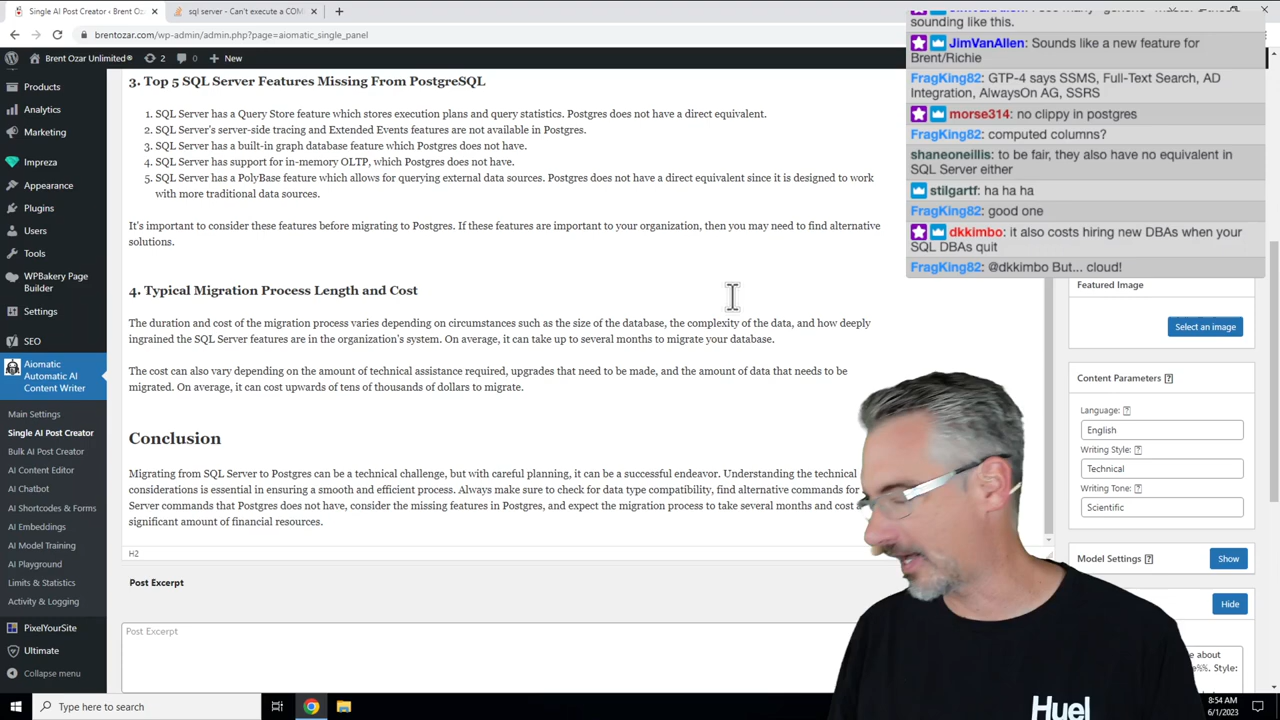 Single AI Post Creator ‹ Brent Oz
sql server - Can't execute a COM
brentozar.com/wp-admin/admin.php?page=aiomatic_single_panel
Brent Ozar Unlimited®
2
0
New
sounding like this.
JimVanAllen: Sounds like a new feature for
Brent/Richie
FragKing82: GTP-4 says SSMS, Full-Text Search, AD
Integration, AlwaysOn AG, SSRS
morse314: no clippy in postgres
FragKing82: computed columns?
shaneoneillis: to be fair, they also have no equivalent in
SQL Server either
stilgartf: ha ha ha
FragKing82: good one
dkkimbo: it also costs hiring new DBAs when your
SQL DBAs quit
FragKing82: @dkkimbo But... cloud!
Products
Analytics
Marketing
Impreza
Appearance
Plugins
Users
Tools
WPBakery Page
Builder
Settings
SEO
Aiomatic
Automatic AI
Content Writer
Main Settings
Single AI Post Creator
Bulk AI Post Creator
AI Content Editor
AI Chatbot
AI Shortcodes & Forms
AI Embeddings
AI Model Training
AI Playground
Limits & Statistics
Activity & Logging
PixelYourSite
Ultimate
Collapse menu
3. Top 5 SQL Server Features Missing From PostgreSQL
1. SQL Server has a Query Store feature which stores execution plans and query statistics. Postgres does not have a direct equivalent.
2. SQL Server's server-side tracing and Extended Events features are not available in Postgres.
3. SQL Server has a built-in graph database feature which Postgres does not have.
4. SQL Server has support for in-memory OLTP, which Postgres does not have.
5. SQL Server has a PolyBase feature which allows for querying external data sources. Postgres does not have a direct equivalent since it is designed to work
with more traditional data sources.
It's important to consider these features before migrating to Postgres. If these features are important to your organization, then you may need to find alternative
solutions.
4. Typical Migration Process Length and Cost
The duration and cost of the migration process varies depending on circumstances such as the size of the database, the complexity of the data, and how deeply
ingrained the SQL Server features are in the organization's system. On average, it can take up to several months to migrate your database.
The cost can also vary depending on the amount of technical assistance required, upgrades that need to be made, and the amount of data that needs to be
migrated. On average, it can cost upwards of tens of thousands of dollars to migrate.
Conclusion
Migrating from SQL Server to Postgres can be a technical challenge, but with careful planning, it can be a successful endeavor. Understanding the technical
considerations is essential in ensuring a smooth and efficient process. Always make sure to check for data type compatibility, find alternative commands for
Server commands that Postgres does not have, consider the missing features in Postgres, and expect the migration process to take several months and cost a
significant amount of financial resources.
H2
Post Excerpt
Post Excerpt
Featured Image
Select an image
Content Parameters ?
Language: ?
English
Writing Style: ?
Technical
Writing Tone: ?
Scientific
Model Settings ?
Show
Hide
e about
e%%. Style:
Huel
Type here to search
8:54 AM
6/1/2023